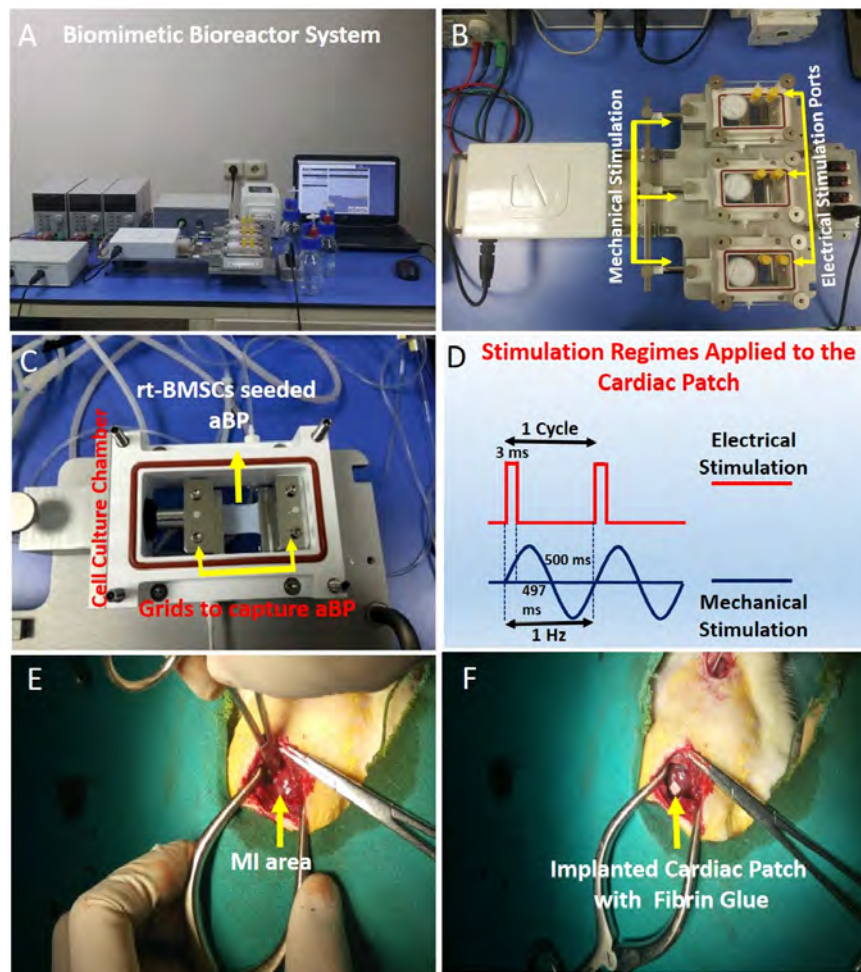 A
Biomimetic Bioreactor System
B
Mechanical Stimulation
Electrical Stimulation Ports
C
rt-BMSCs seeded
aBP
Cell Culture Chamber
Grids to capture aBP
D
Stimulation Regimes Applied to the
Cardiac Patch
1 Cycle
3 ms
Electrical
Stimulation
500 ms
497
ms
1 Hz
Mechanical
Stimulation
E
MI area
F
Implanted Cardiac Patch
with Fibrin Glue